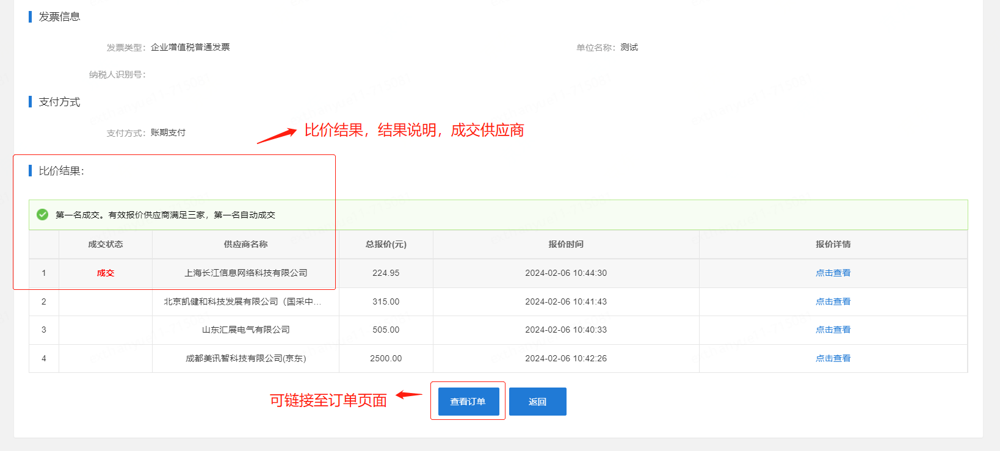 发票信息
发票类型：企业增值税普通发票
单位名称：测试
纳税人识别号：
支付方式
支付方式：账期支付
比价结果，结果说明，成交供应商
比价结果：
第一名成交。有效报价供应商满足三家，第一名自动成交
成交状态 供应商名称 总报价(元) 报价时间 报价详情
1 成交 上海长江信息网络科技有限公司 224.95 2024-02-06 10:44:30 点击查看
2 北京凯健和科技发展有限公司（国采中... 315.00 2024-02-06 10:41:43 点击查看
3 山东汇展电气有限公司 505.00 2024-02-06 10:40:33 点击查看
4 成都美讯智科技有限公司(京东) 2500.00 2024-02-06 10:42:26 点击查看
可链接至订单页面
查看订单 返回